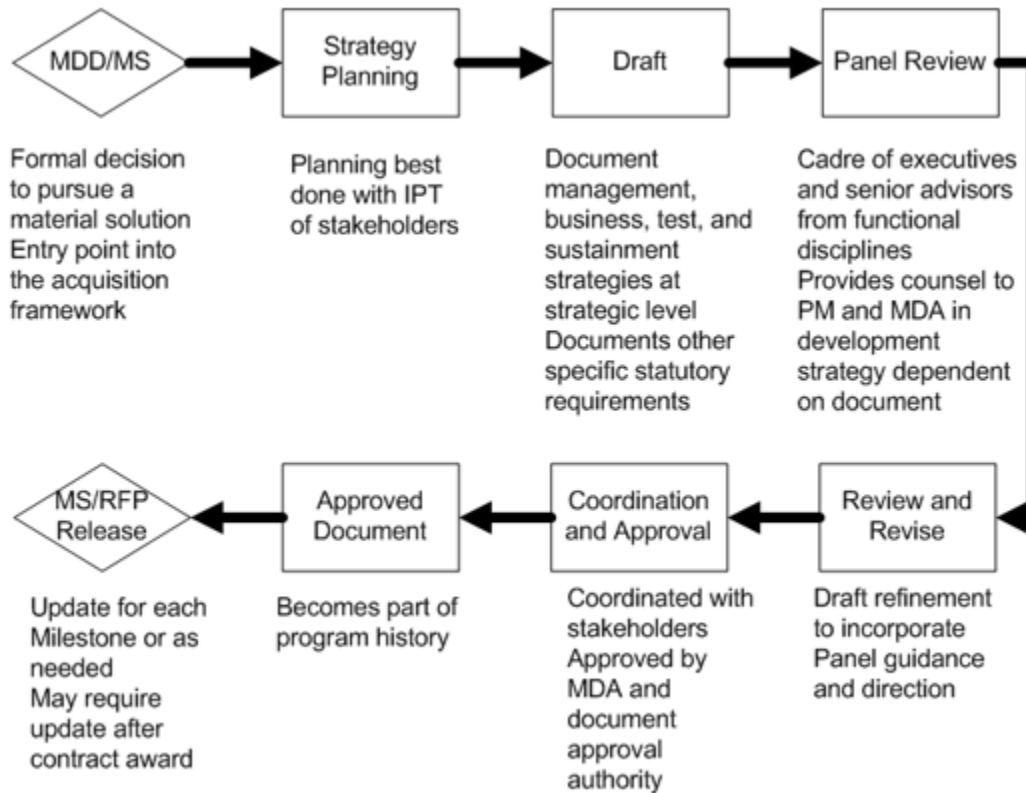 MDD/MS
Strategy
Planning
Draft
Panel Review
Formal decision
to pursue a
material solution
Entry point into
the acquisition
framework
Planning best
done with IPT
of stakeholders
Document
management,
business, test, and
sustainment
strategies at
strategic level
Documents other
specific statutory
requirements
Cadre of executives
and senior advisors
from functional
disciplines
Provides counsel to
PM and MDA in
development
strategy dependent
on document
MS/RFP
Release
Approved
Document
Coordination
and Approval
Review and
Revise
Update for each
Milestone or as
needed
May require
update after
contract award
Becomes part of
program history
Coordinated with
stakeholders
Approved by
MDA and
document
approval
authority
Draft refinement
to incorporate
Panel guidance
and direction